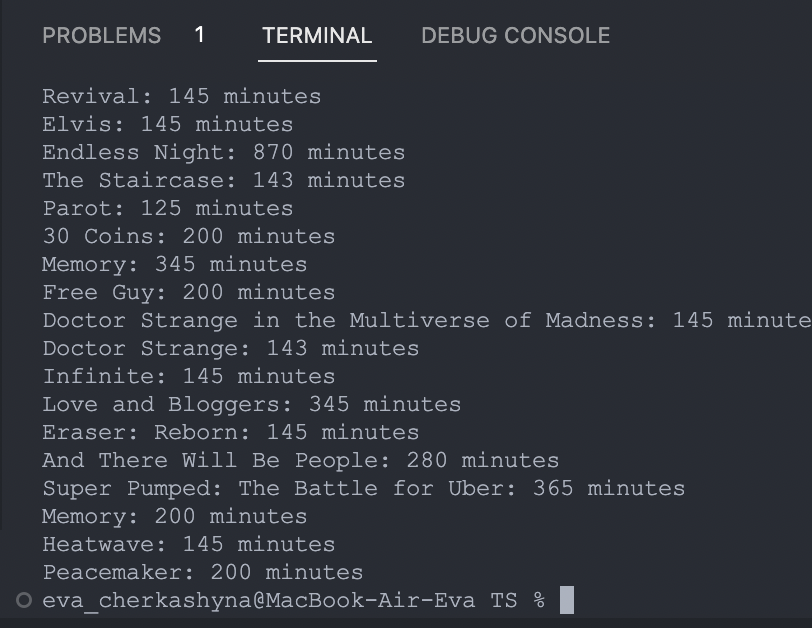 PROBLEMS 1 TERMINAL DEBUG CONSOLE
Revival: 145 minutes
Elvis: 145 minutes
Endless Night: 870 minutes
The Staircase: 143 minutes
Parot: 125 minutes
30 Coins: 200 minutes
Memory: 345 minutes
Free Guy: 200 minutes
Doctor Strange in the Multiverse of Madness: 145 minute
Doctor Strange: 143 minutes
Infinite: 145 minutes
Love and Bloggers: 345 minutes
Eraser: Reborn: 145 minutes
And There Will Be People: 280 minutes
Super Pumped: The Battle for Uber: 365 minutes
Memory: 200 minutes
Heatwave: 145 minutes
Peacemaker: 200 minutes
eva_cherkashyna@MacBook-Air-Eva TS %